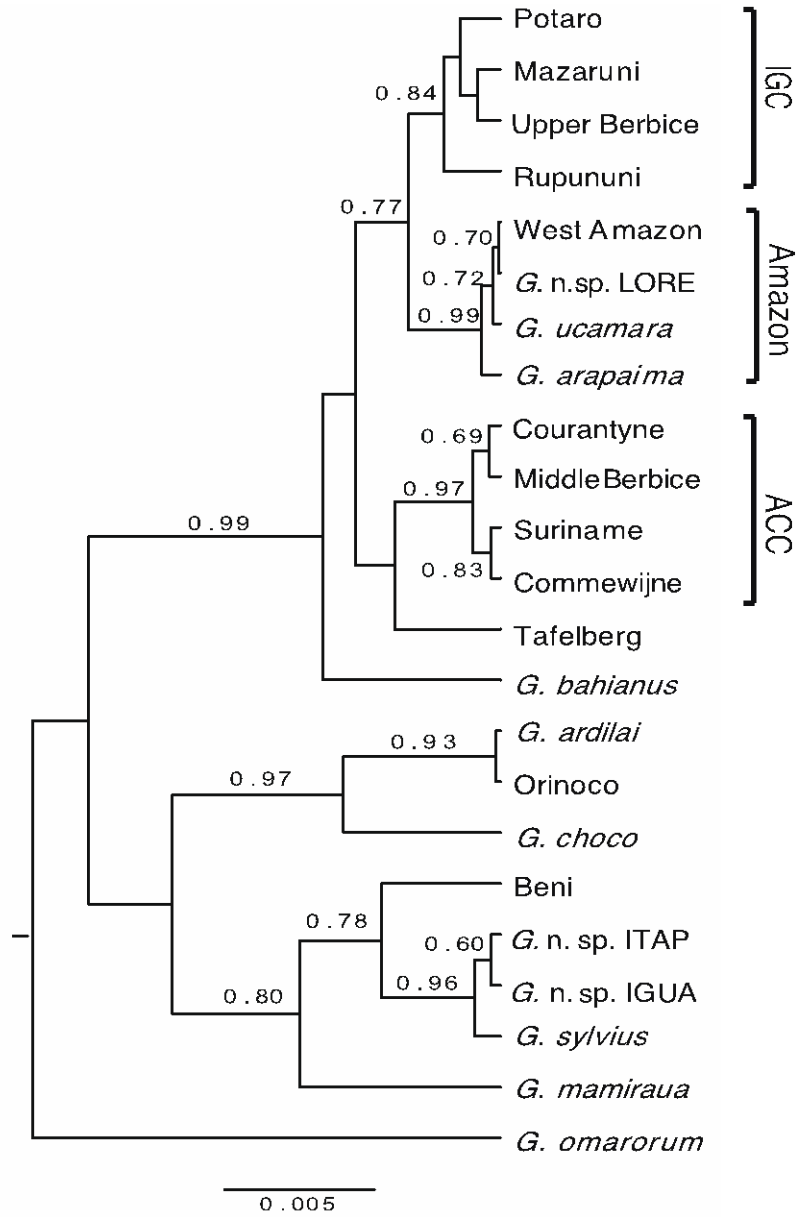 Potaro
0.84
Mazaruni
Upper Berbice
IGC
Rupununi
0.77
West Amazon
0.70
G. n.sp. LORE
0.72
Amazon
0.99
G. ucamara
G. arapaima
Courantyne
0.69
Middle Berbice
0.97
ACC
Suriname
0.99
0.83
Commewijne
Tafelberg
G. bahianus
G. ardilai
0.93
Orinoco
0.97
G. choco
Beni
0.78
G. n. sp. ITAP
0.60
G. n. sp. IGUA
0.96
0.80
G. sylvius
G. mamiraua
G. omarorum
0.005